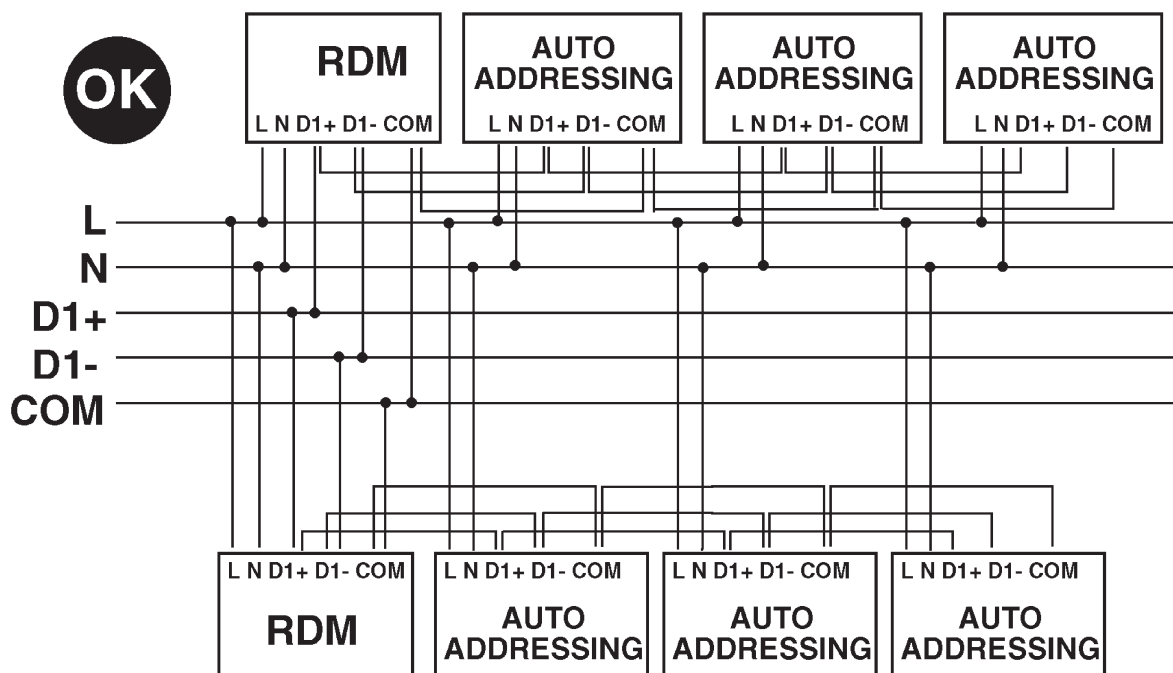 OK
RDM
L N D1+ D1- COM
AUTO
ADDRESSING
L N D1+ D1- COM
AUTO
ADDRESSING
L N D1+ D1- COM
AUTO
ADDRESSING
L N D1+ D1- COM
L
N
D1+
D1-
COM
L N D1+ D1- COM
RDM
L N D1+ D1- COM
AUTO
ADDRESSING
L N D1+ D1- COM
AUTO
ADDRESSING
L N D1+ D1- COM
AUTO
ADDRESSING